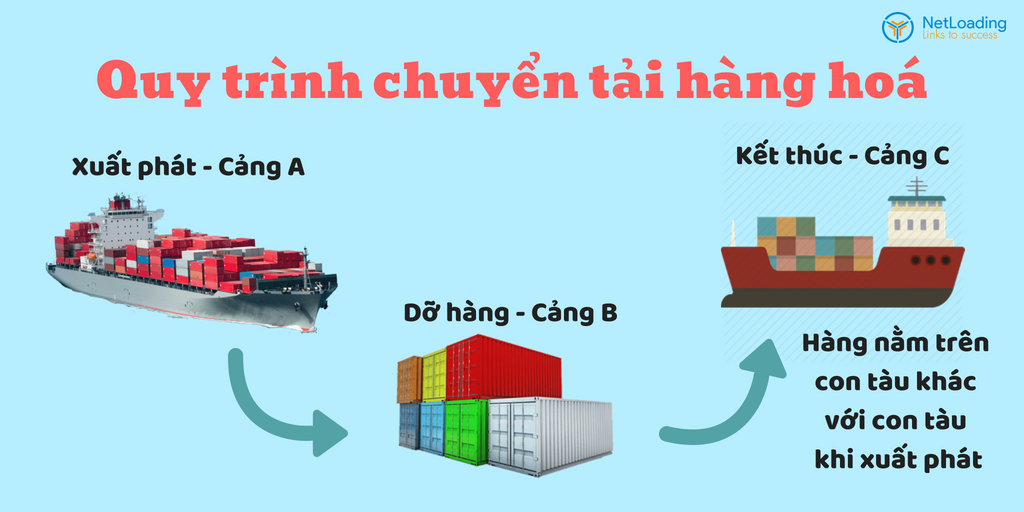 NetLoading
Links to success
Quy trình chuyển tải hàng hoá
Xuất phát - Cảng A
Kết thúc - Cảng C
Dỡ hàng - Cảng B
Hàng nằm trên
con tàu khác
với con tàu
khi xuất phát